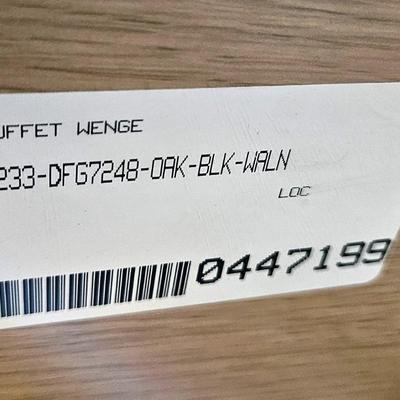 UFFET WENGE
233-DFG7248-OAK-BLK-WALN
LOC
0447199